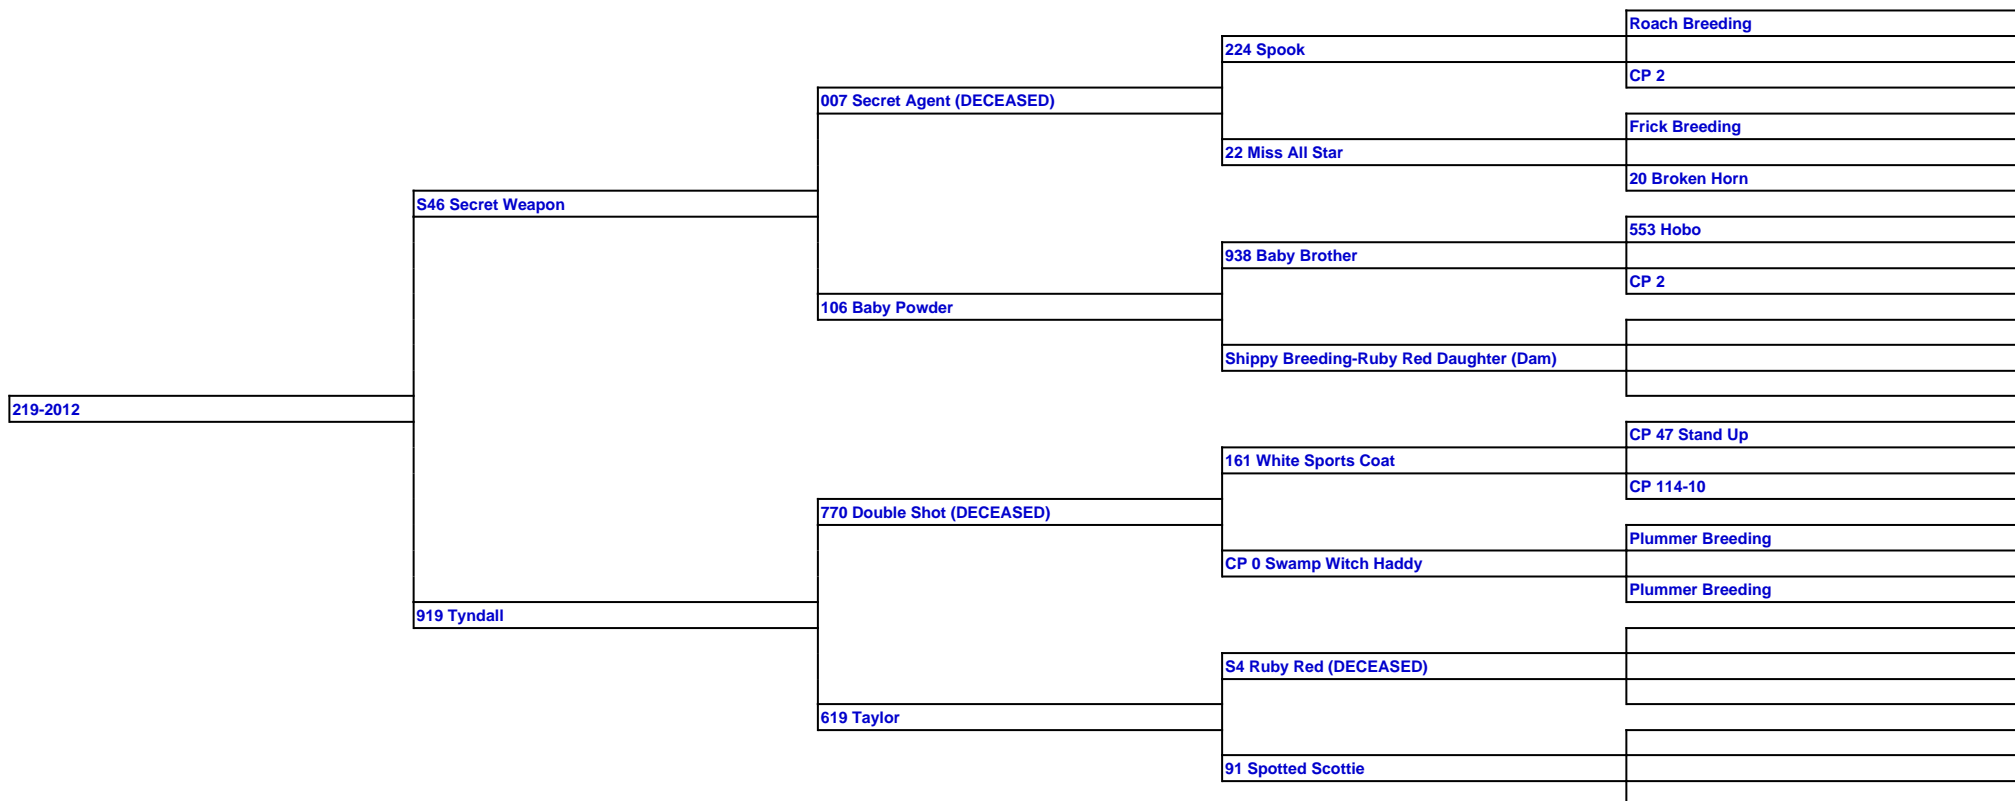 Roach Breeding
224 Spook
CP 2
007 Secret Agent (DECEASED)
Frick Breeding
22 Miss All Star
20 Broken Horn
S46 Secret Weapon
553 Hobo
938 Baby Brother
CP 2
106 Baby Powder
Shippy Breeding-Ruby Red Daughter (Dam)
219-2012
CP 47 Stand Up
161 White Sports Coat
CP 114-10
770 Double Shot (DECEASED)
Plummer Breeding
CP 0 Swamp Witch Haddy
Plummer Breeding
919 Tyndall
S4 Ruby Red (DECEASED)
619 Taylor
91 Spotted Scottie